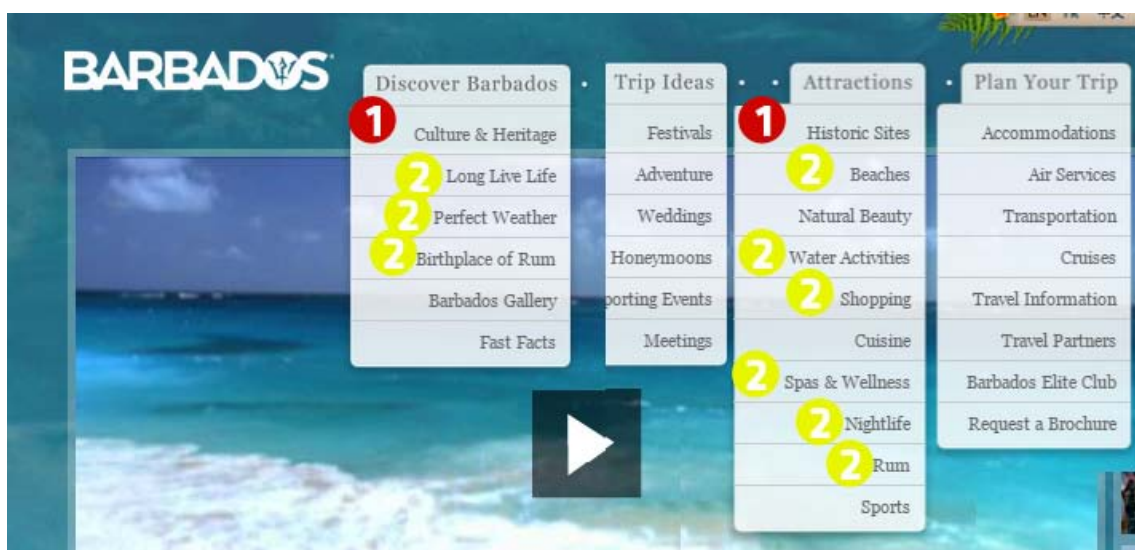 EN
BARBADOS
Discover Barbados
1 Culture & Heritage
2 Long Live Life
2 Perfect Weather
2 Birthplace of Rum
Barbados Gallery
Fast Facts
Trip Ideas
Festivals
Adventure
Weddings
Honeymoons
porting Events
Meetings
Attractions
1 Historic Sites
2 Beaches
Natural Beauty
2 Water Activities
2 Shopping
Cuisine
2 Spas & Wellness
2 Nightlife
2 Rum
Sports
Plan Your Trip
Accommodations
Air Services
Transportation
Cruises
Travel Information
Travel Partners
Barbados Elite Club
Request a Brochure